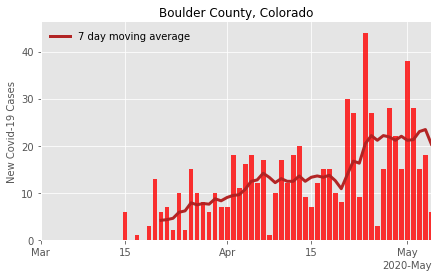 Boulder County, Colorado
7 day moving average
New Covid-19 Cases
40
30
20
10
0
Mar
15
Apr
15
May
2020-May